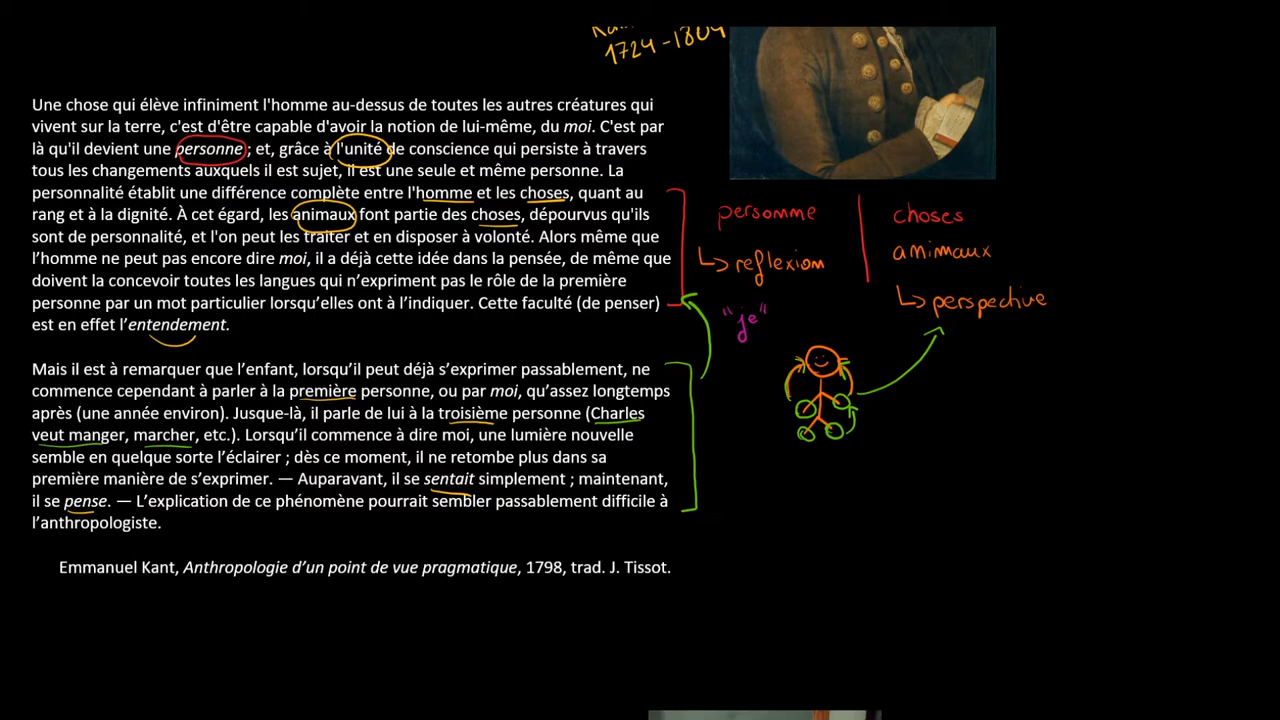 1724-1804
Une chose qui élève infiniment l'homme au-dessus de toutes les autres créatures qui
vivent sur la terre, c'est d'être capable d'avoir la notion de lui-même, du moi. C'est par
là qu'il devient une personne ; et, grâce à l'unité de conscience qui persiste à travers
tous les changements auxquels il est sujet, il est une seule et même personne. La
personnalité établit une différence complète entre l'homme et les choses, quant au
rang et à la dignité. À cet égard, les animaux font partie des choses, dépourvus qu'ils
sont de personnalité, et l'on peut les traiter et en disposer à volonté. Alors même que
l'homme ne peut pas encore dire moi, il a déjà cette idée dans la pensée, de même que
doivent la concevoir toutes les langues qui n'expriment pas le rôle de la première
personne par un mot particulier lorsqu'elles ont à l'indiquer. Cette faculté (de penser)
est en effet l'entendement.
personne
choses
animaux
↳ reflexion
↳ perspective
"je"
Mais il est à remarquer que l'enfant, lorsqu'il peut déjà s'exprimer passablement, ne
commence cependant à parler à la première personne, ou par moi, qu'assez longtemps
après (une année environ). Jusque-là, il parle de lui à la troisième personne (Charles
veut manger, marcher, etc.). Lorsqu'il commence à dire moi, une lumière nouvelle
semble en quelque sorte l'éclairer ; dès ce moment, il ne retombe plus dans sa
première manière de s'exprimer. — Auparavant, il se sentait simplement ; maintenant,
il se pense. — L'explication de ce phénomène pourrait sembler passablement difficile à
l'anthropologiste.
Emmanuel Kant, Anthropologie d'un point de vue pragmatique, 1798, trad. J. Tissot.